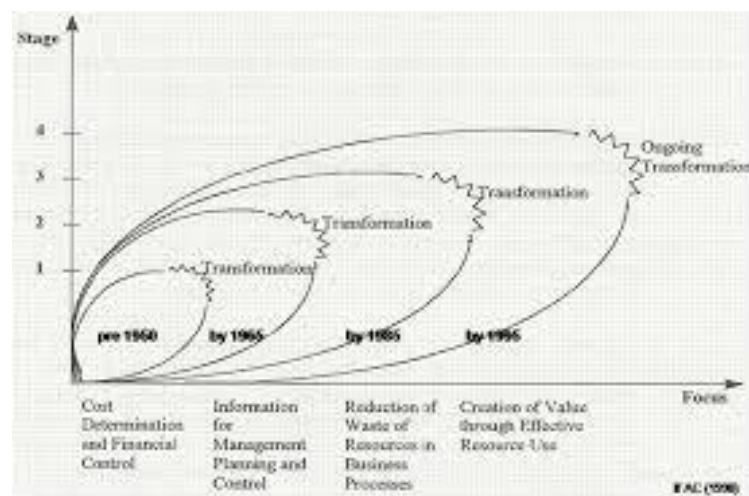 Stage
4
Ongoing
Transformation
3
Transformation
2
Transformation
1
Transformation
pre 1950
by 1965
by 1985
by 1995
Focus
Cost
Determination
and Financial
Control
Information
for
Management
Planning and
Control
Reduction of
Waste of
Resources in
Business
Processes
Creation of Value
through Effective
Resource Use
IFAC (1998)